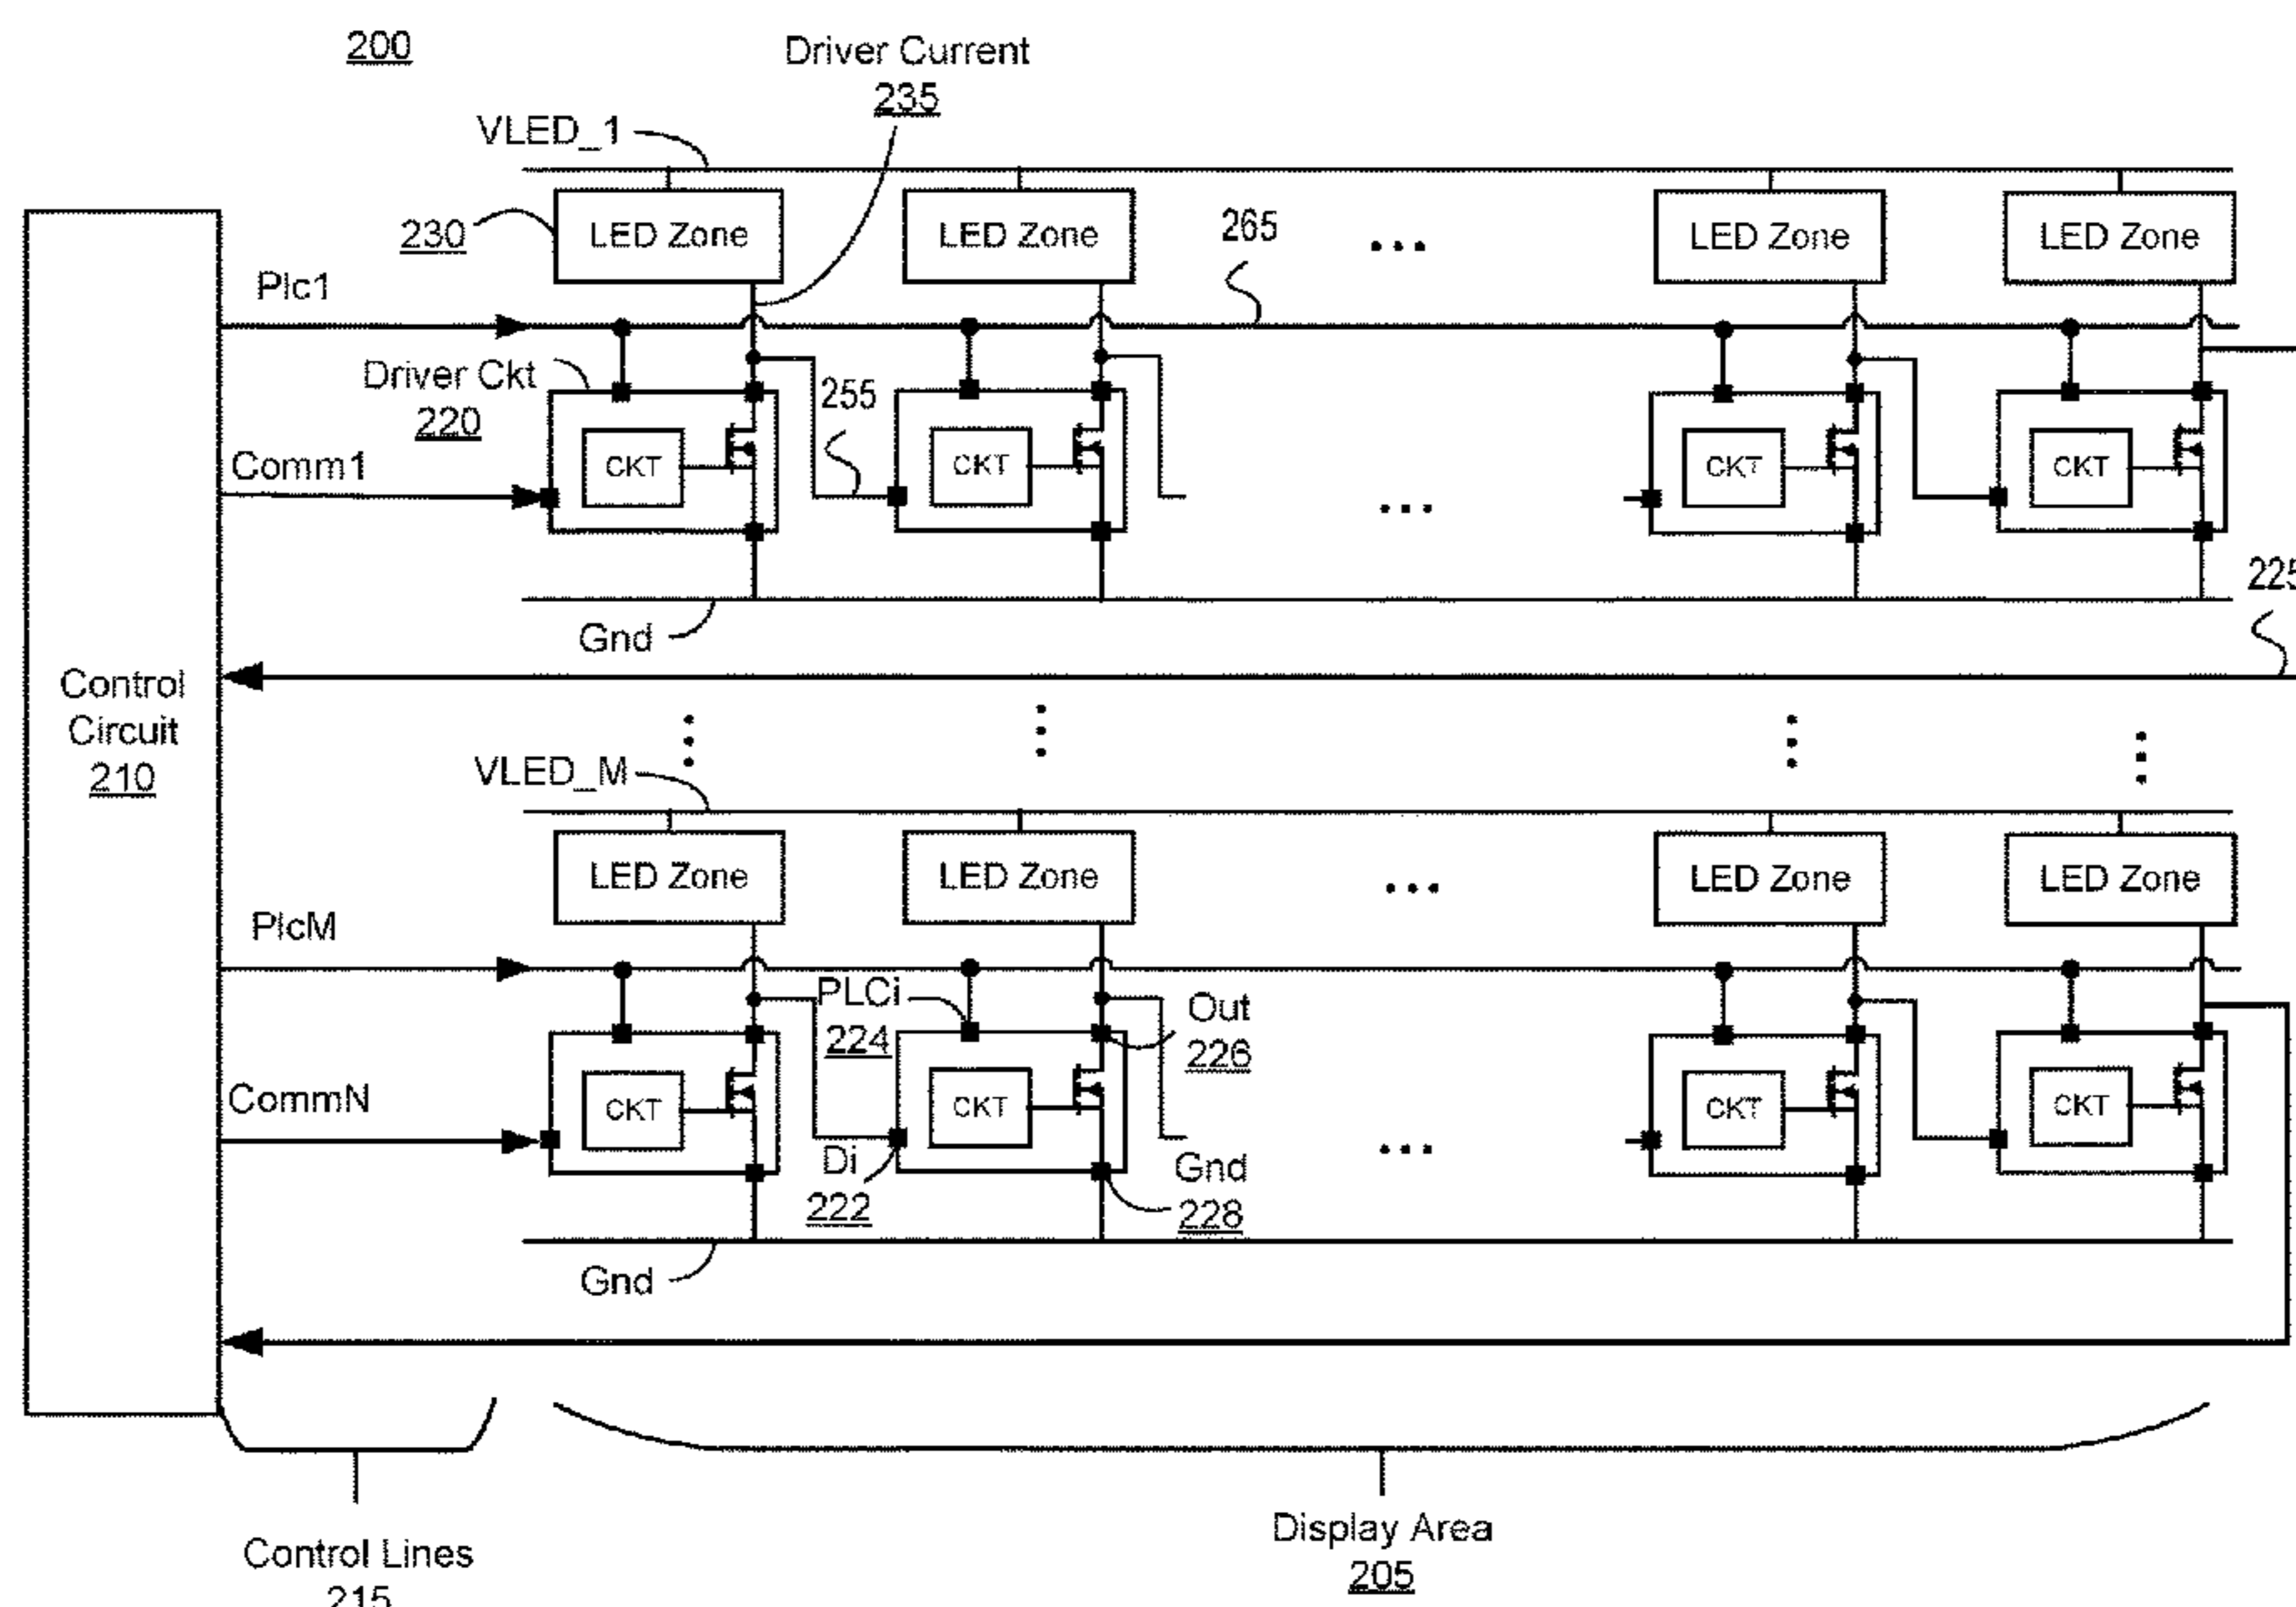 200
Driver Current
235
VLED_1
230
LED Zone
LED Zone
265
...
LED Zone
LED Zone
Plc1
Driver Ckt
220
255
Comm1
CKT
CKT
...
CKT
CKT
225
Gnd
Control
Circuit
210
VLED_M
LED Zone
LED Zone
...
LED Zone
LED Zone
PlcM
PLCi
224
Out
226
CommN
CKT
CKT
...
CKT
CKT
Di
222
Gnd
228
Gnd
Control Lines
215
Display Area
205